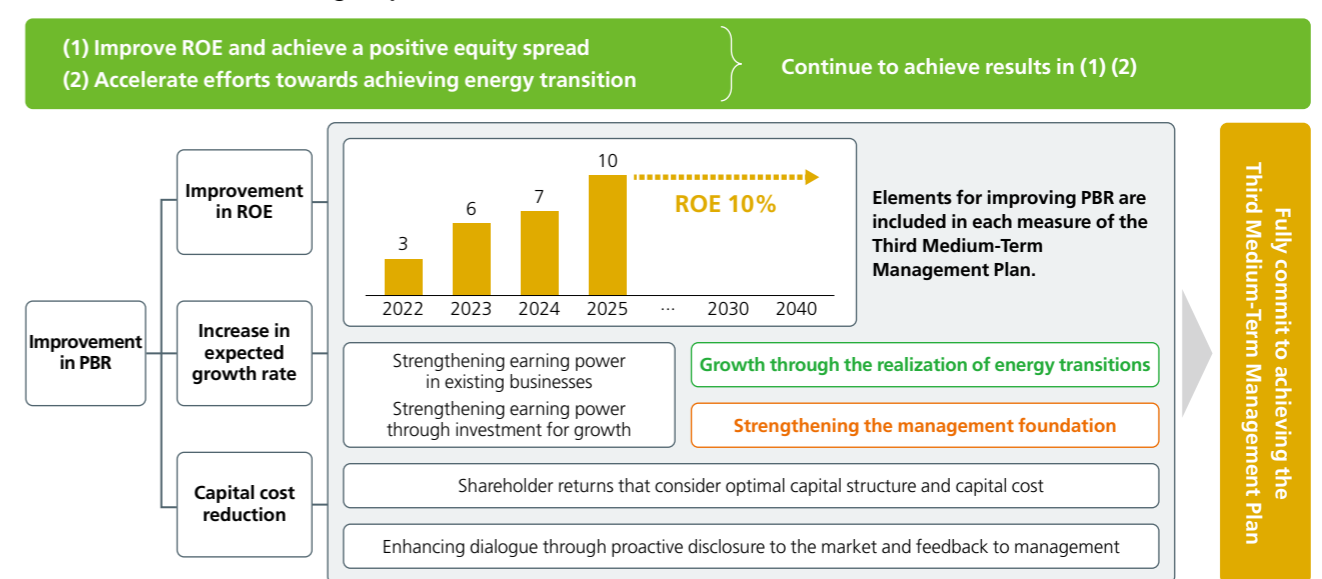 (1) Improve ROE and achieve a positive equity spread
(2) Accelerate efforts towards achieving energy transition
Continue to achieve results in (1) (2)
Improvement
in PBR
Improvement
in ROE
Increase in
expected
growth rate
Capital cost
reduction
3
6
7
10
ROE 10%
2022
2023
2024
2025
...
2030
2040
Elements for improving PBR are
included in each measure of the
Third Medium-Term
Management Plan.
Strengthening earning power
in existing businesses
Strengthening earning power
through investment for growth
Growth through the realization of energy transitions
Strengthening the management foundation
Shareholder returns that consider optimal capital structure and capital cost
Enhancing dialogue through proactive disclosure to the market and feedback to management
Fully commit to achieving the
Third Medium-Term Management Plan